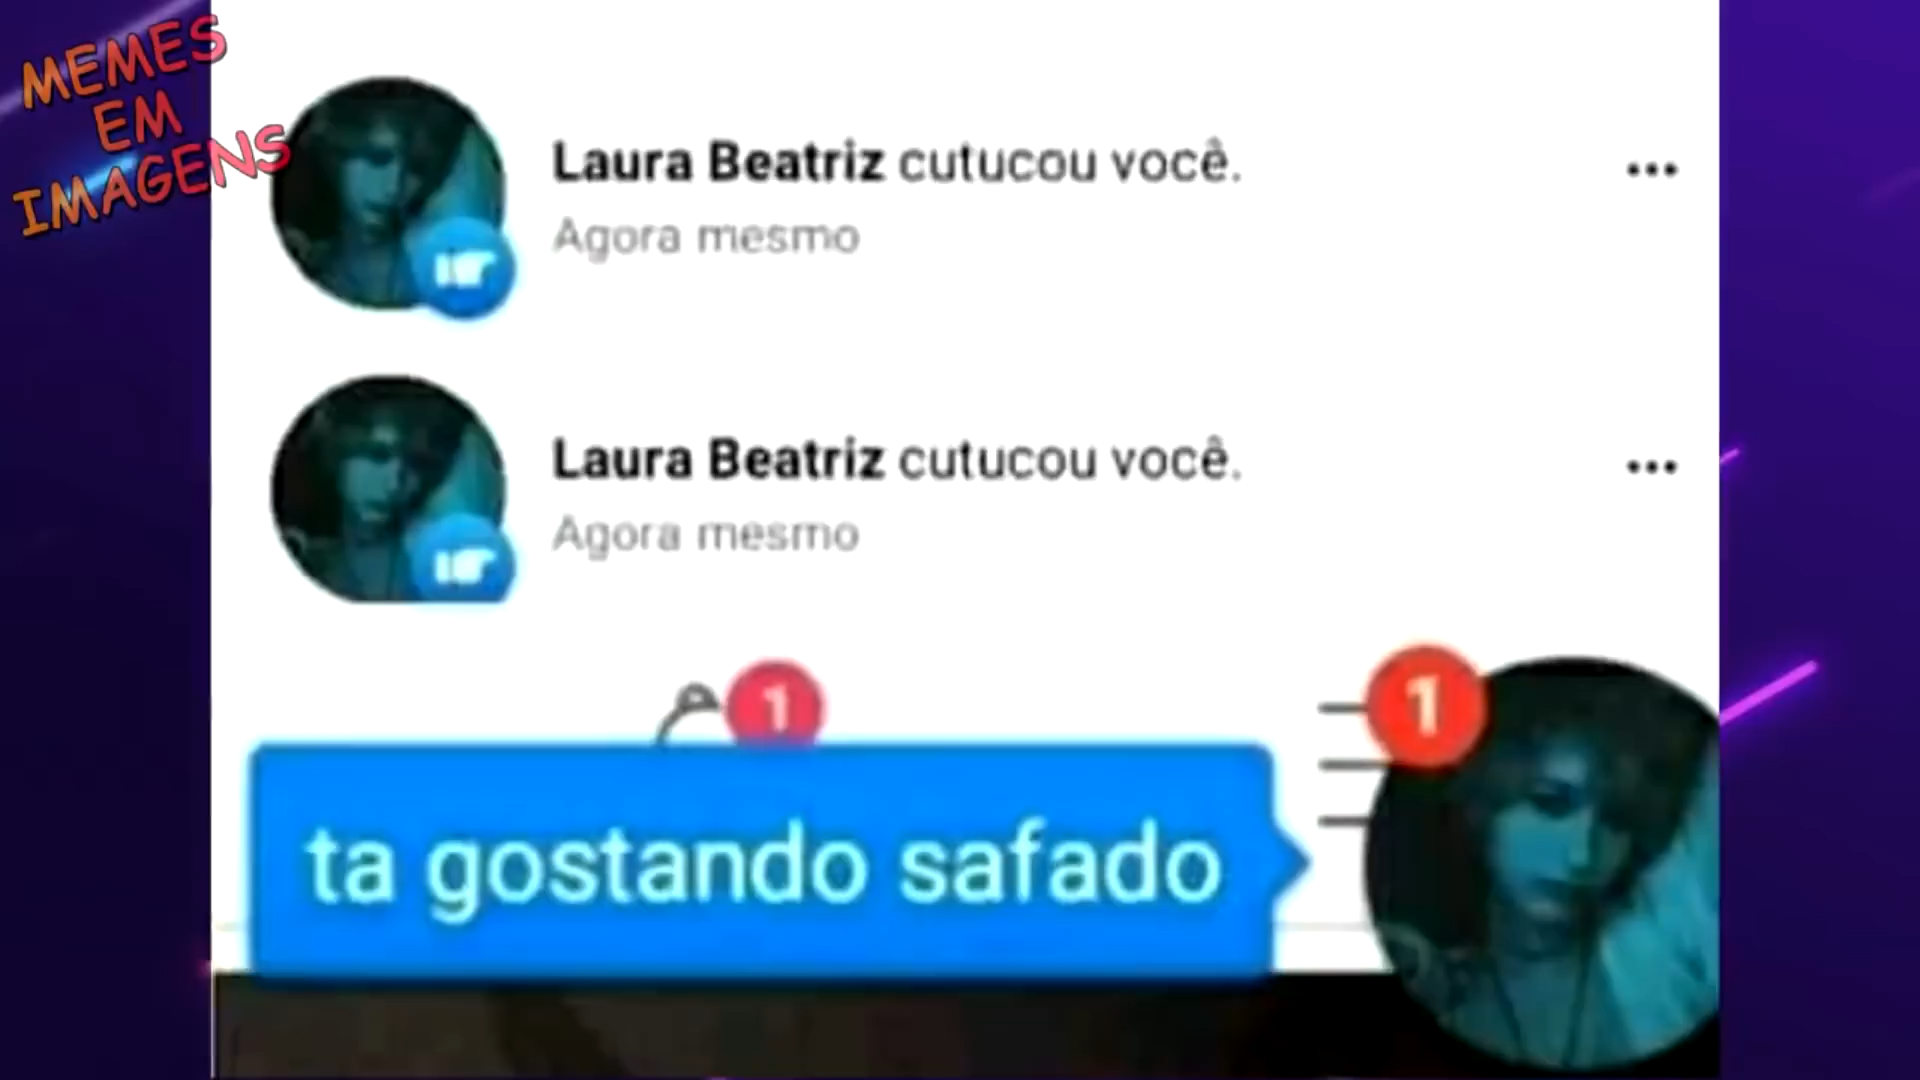 MEMES
EM
IMAGENS
Laura Beatriz cutucou você.
Agora mesmo
Laura Beatriz cutucou você.
Agora mesmo
1
1
ta gostando safado